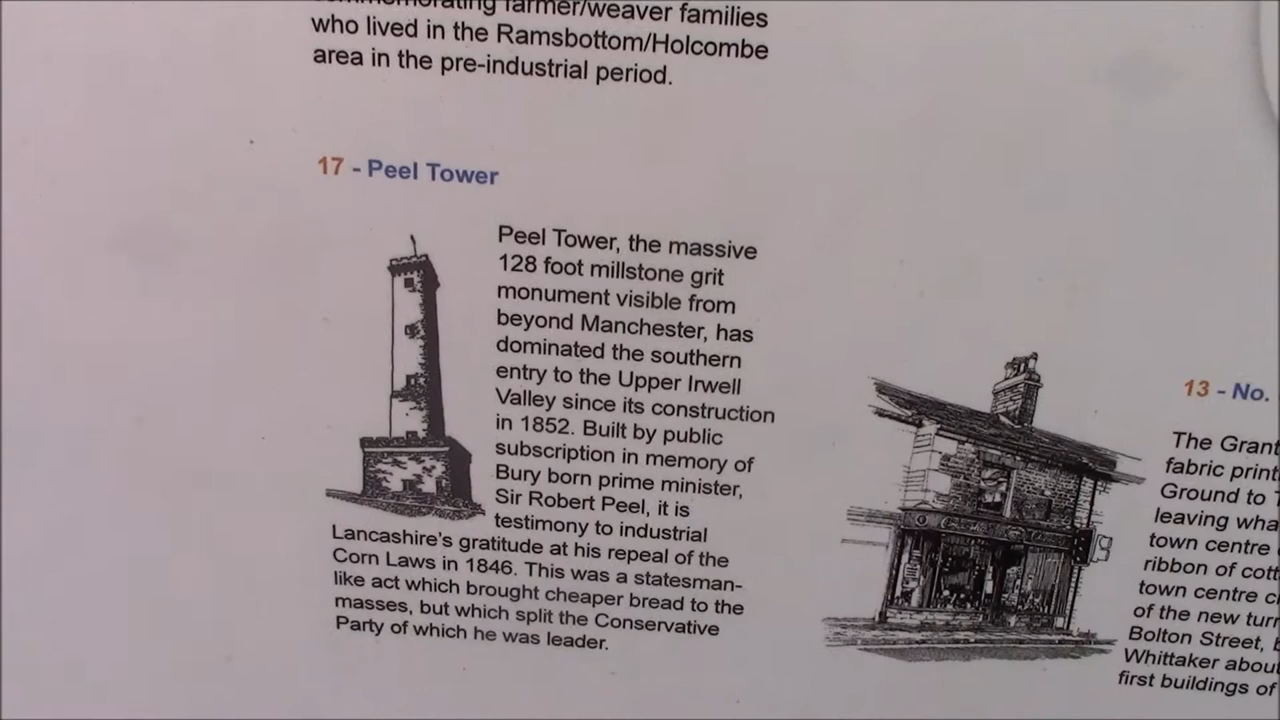 farmer/weaver families
who lived in the Ramsbottom/Holcombe
area in the pre-industrial period.
17 - Peel Tower
Peel Tower, the massive
128 foot millstone grit
monument visible from
beyond Manchester, has
dominated the southern
entry to the Upper Irwell
Valley since its construction
in 1852. Built by public
subscription in memory of
Bury born prime minister,
Sir Robert Peel, it is
testimony to industrial
Lancashire's gratitude at his repeal of the
Corn Laws in 1846. This was a statesman-
like act which brought cheaper bread to the
masses, but which split the Conservative
Party of which he was leader.
13 - No.
The Grant
fabric print
Ground to
leaving wha
town centre
ribbon of cott
town centre c
of the new turn
Bolton Street, b
Whittaker abou
first buildings of